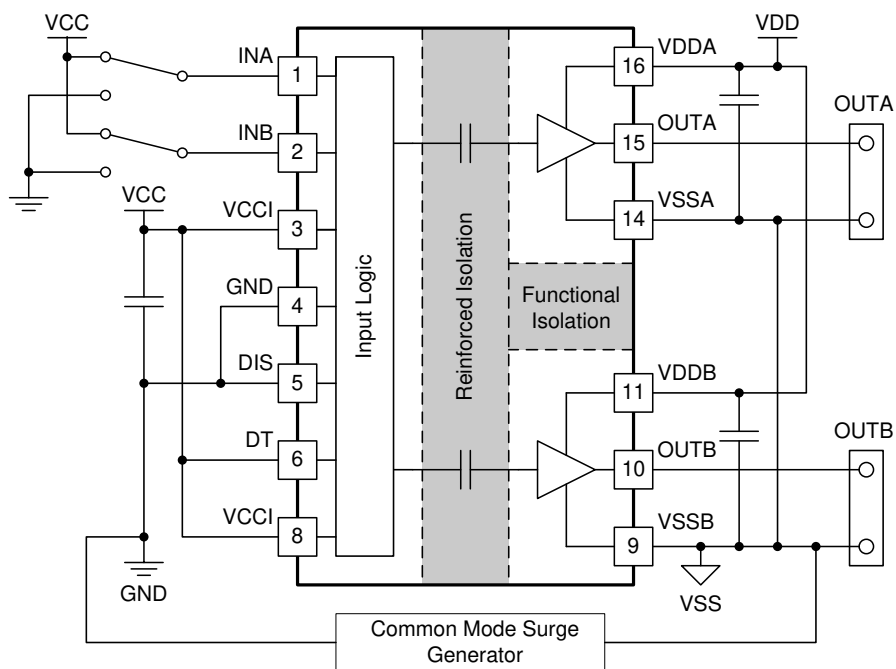 VCC
VDD
INA
1
16
VDDA
OUTA
INB
2
15
OUTA
VCC
VCCI
3
14
VSSA
GND
4
Input Logic
Reinforced Isolation
Functional
Isolation
DIS
5
11
VDDB
DT
6
10
OUTB
OUTB
VCCI
8
9
VSSB
GND
VSS
Common Mode Surge
Generator